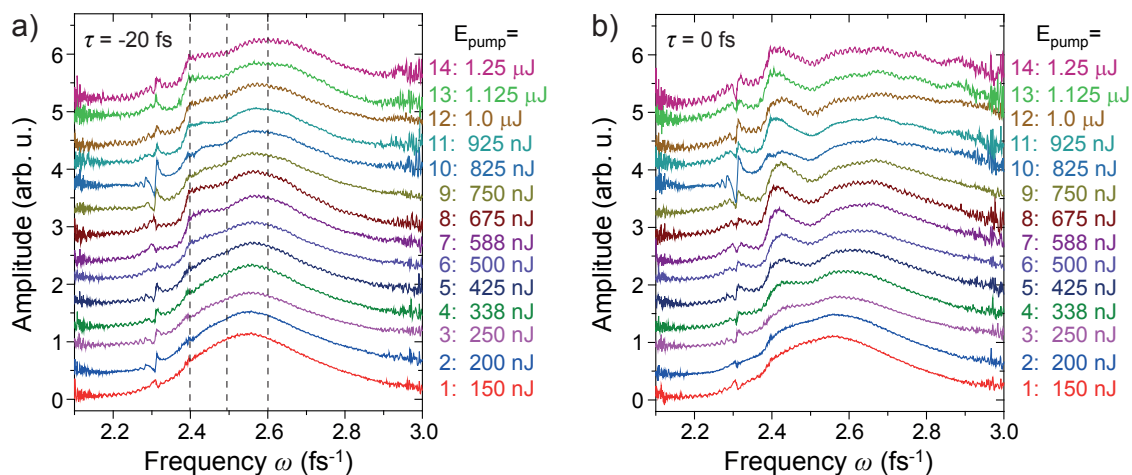 a)
τ = -20 fs
E_pump=
14: 1.25 μJ
13: 1.125 μJ
12: 1.0 μJ
11: 925 nJ
10: 825 nJ
9: 750 nJ
8: 675 nJ
7: 588 nJ
6: 500 nJ
5: 425 nJ
4: 338 nJ
3: 250 nJ
2: 200 nJ
1: 150 nJ
Amplitude (arb. u.)
6
5
4
3
2
1
0
2.2 2.4 2.6 2.8 3.0
Frequency ω (fs⁻¹)
b)
τ = 0 fs
E_pump=
14: 1.25 μJ
13: 1.125 μJ
12: 1.0 μJ
11: 925 nJ
10: 825 nJ
9: 750 nJ
8: 675 nJ
7: 588 nJ
6: 500 nJ
5: 425 nJ
4: 338 nJ
3: 250 nJ
2: 200 nJ
1: 150 nJ
Amplitude (arb. u.)
6
5
4
3
2
1
0
2.2 2.4 2.6 2.8 3.0
Frequency ω (fs⁻¹)